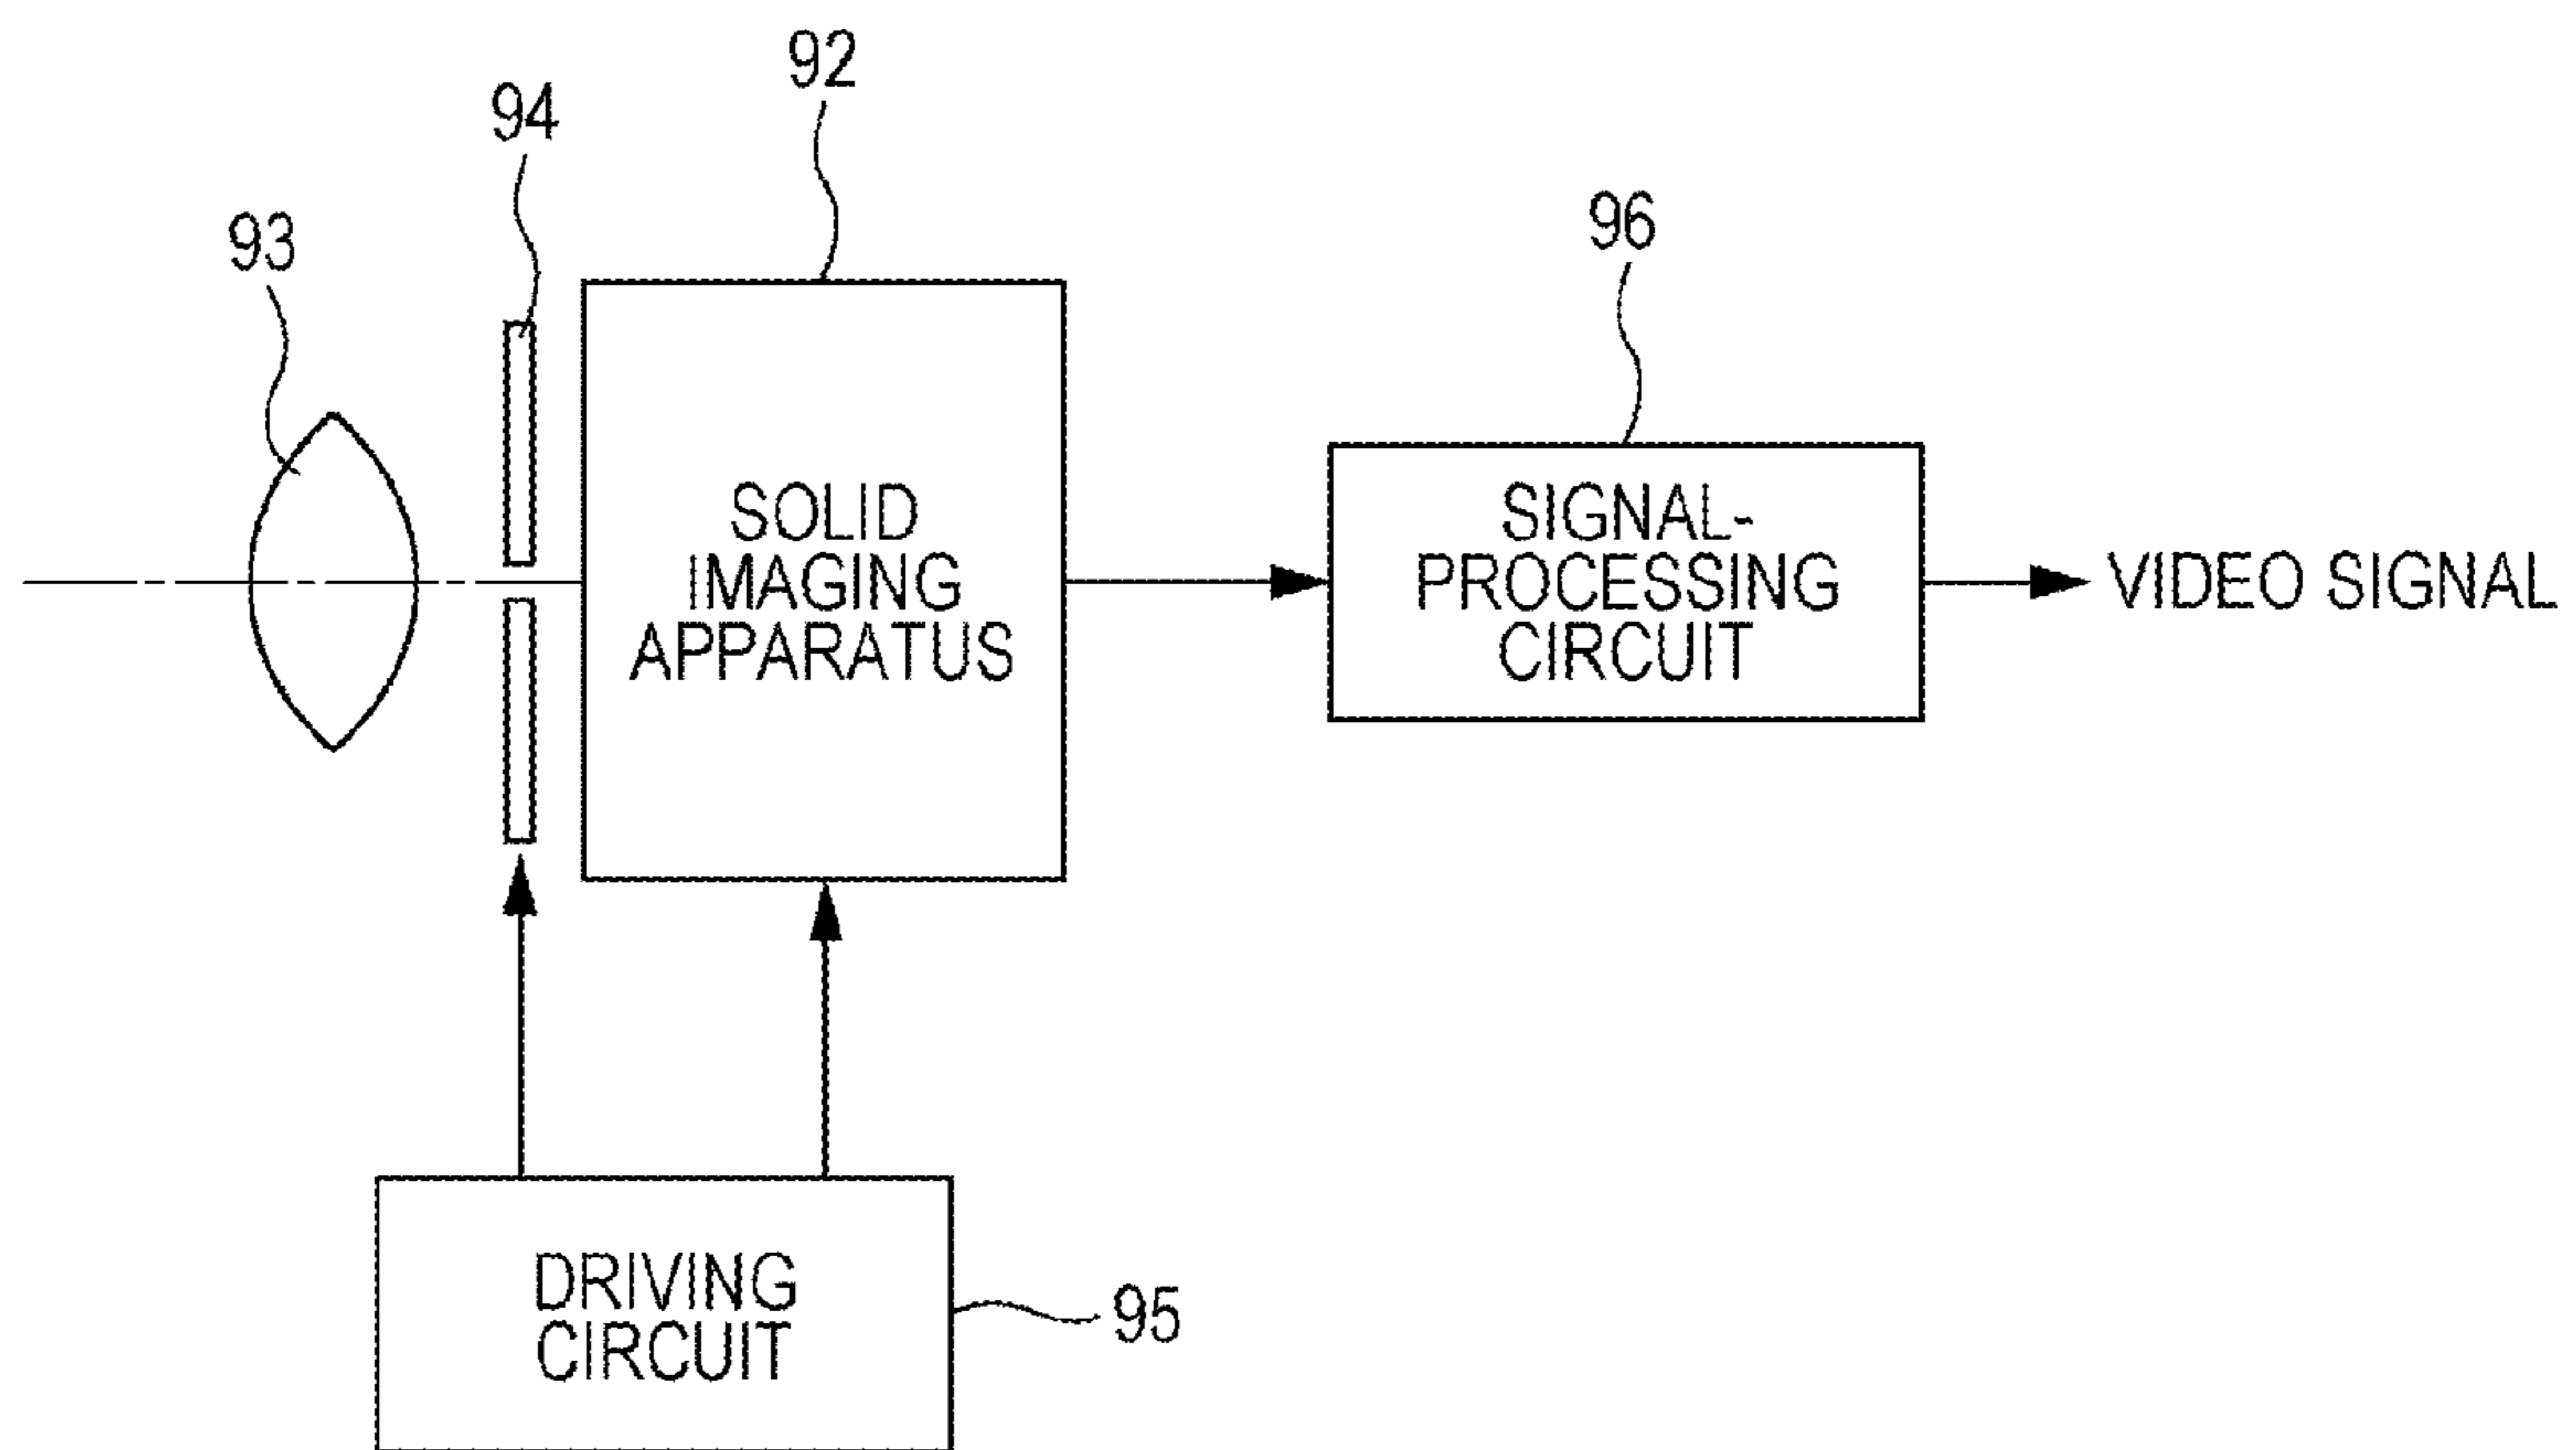 92
94
93
96
SOLID
IMAGING
APPARATUS
SIGNAL-
PROCESSING
CIRCUIT
VIDEO SIGNAL
DRIVING
CIRCUIT
95